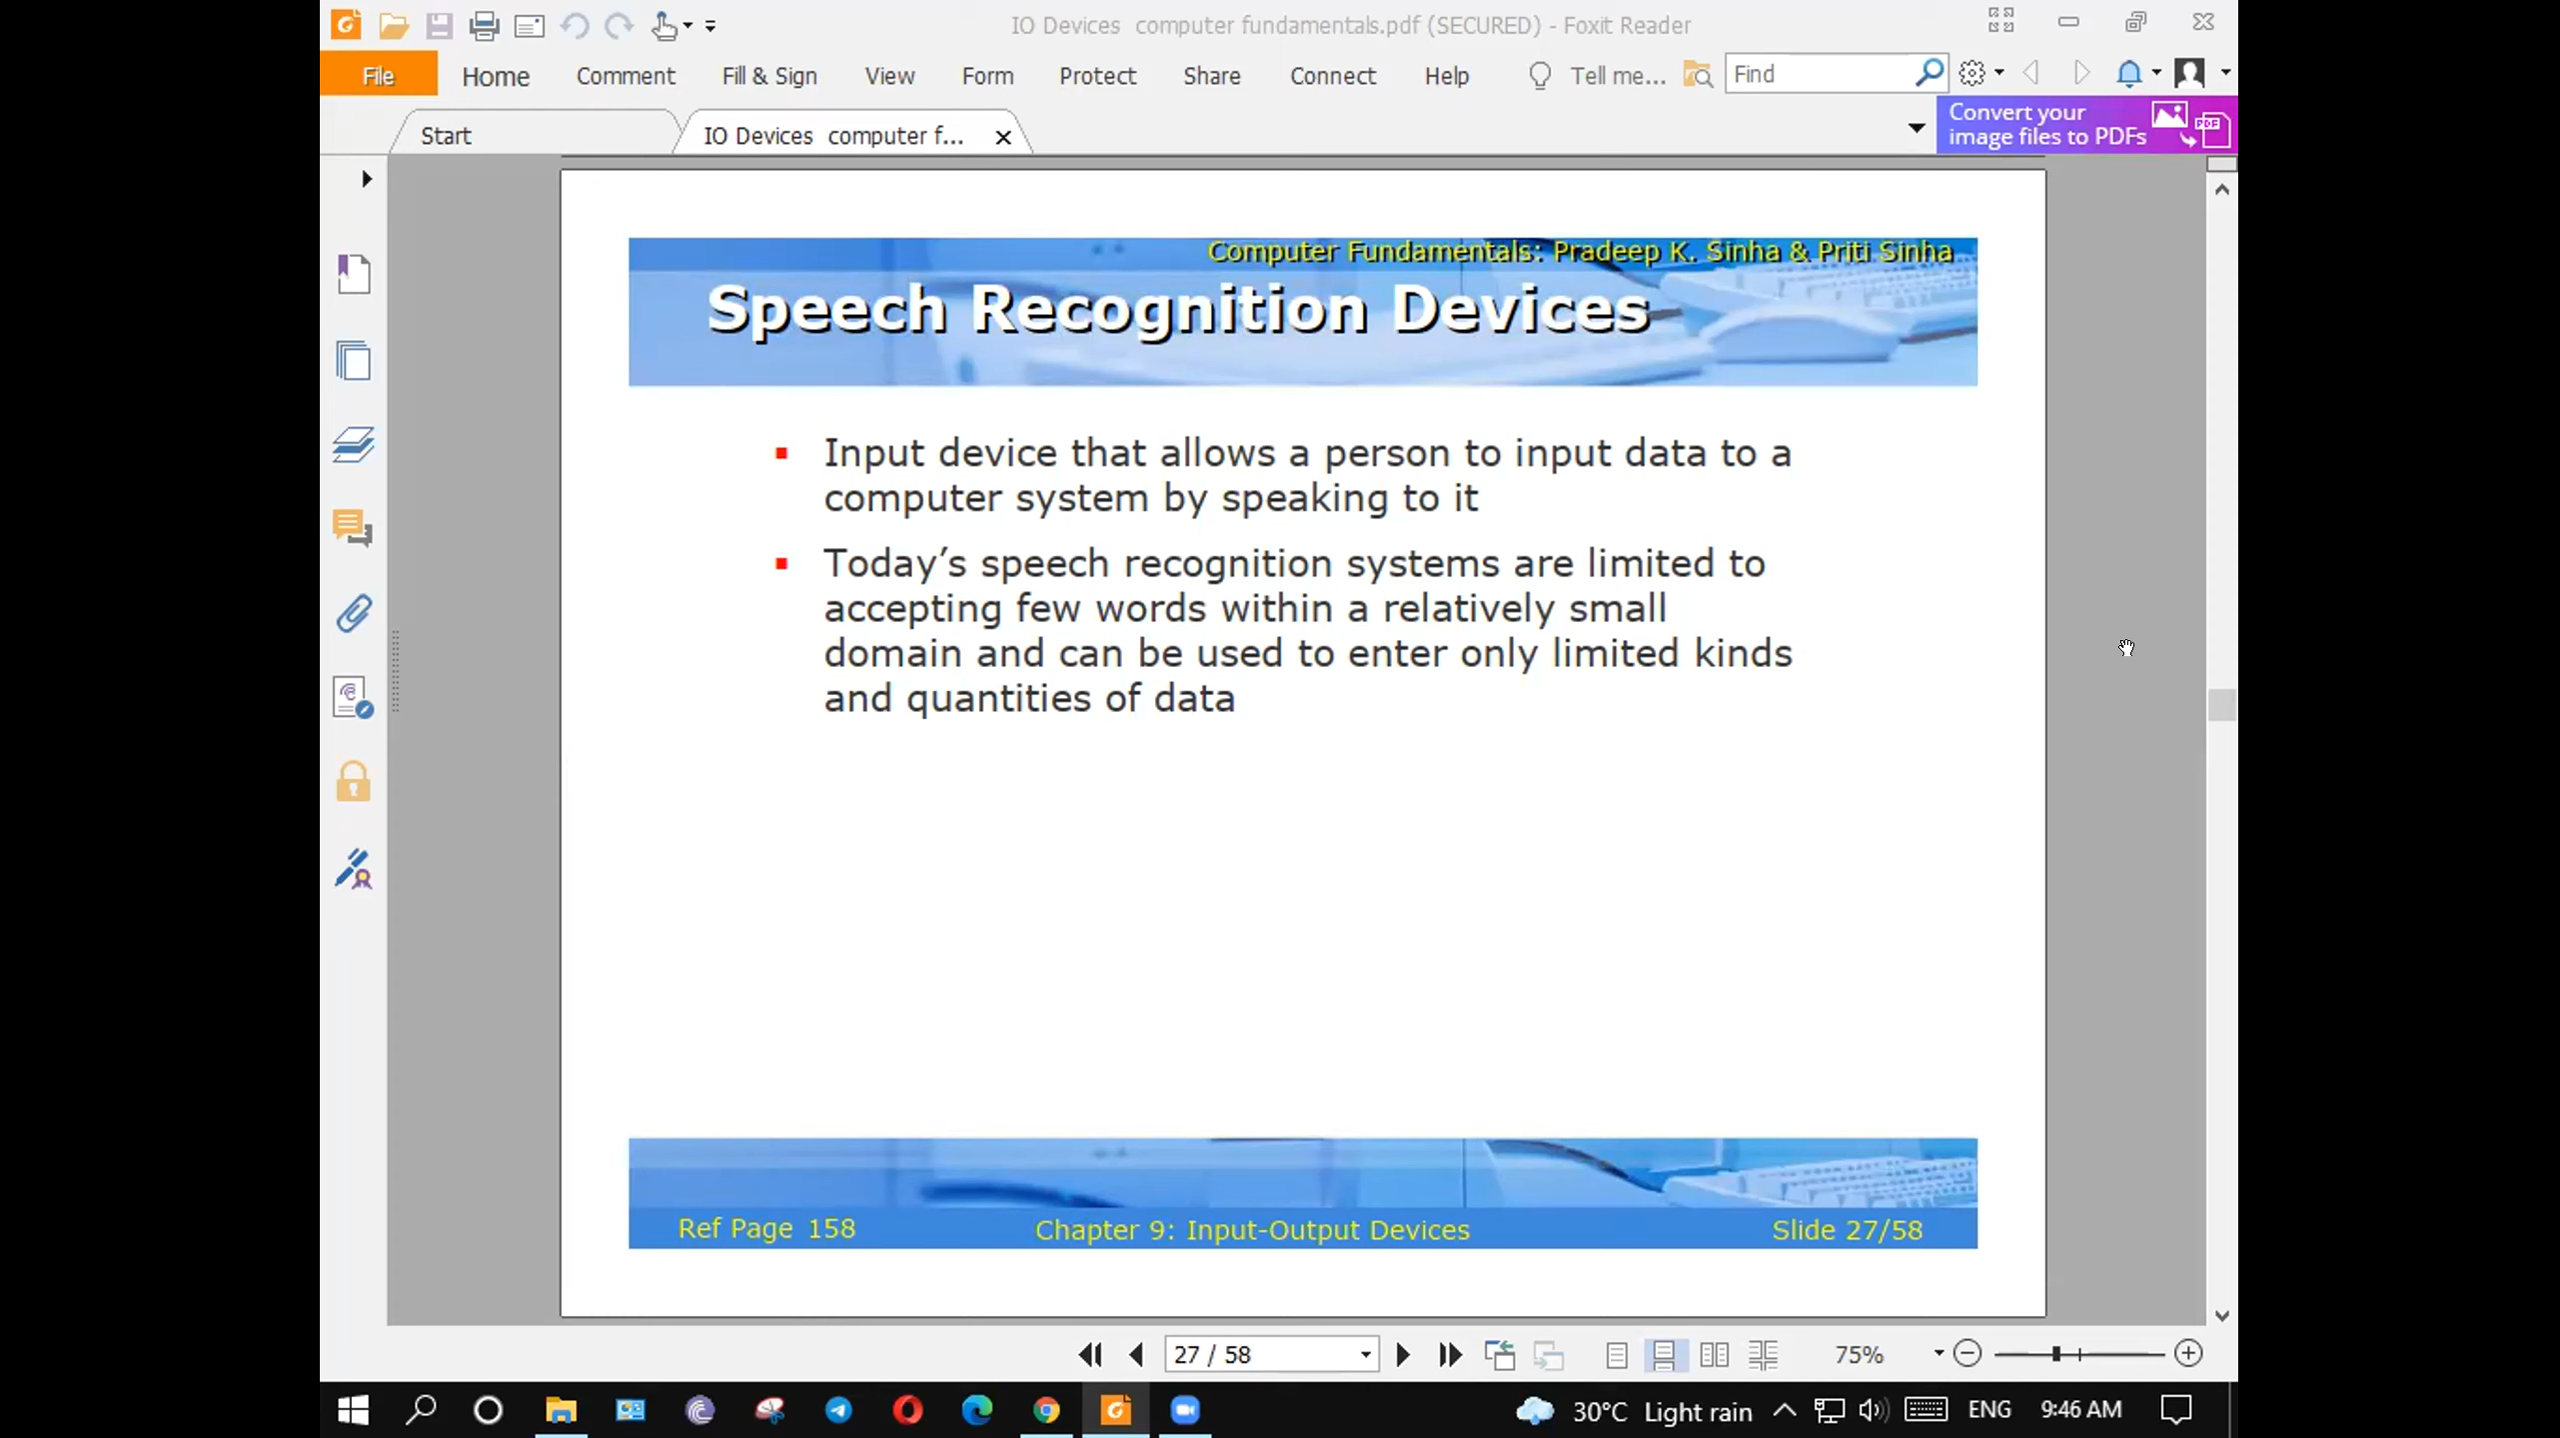 IO Devices computer fundamentals.pdf (SECURED) - Foxit Reader
File Home Comment Fill & Sign View Form Protect Share Connect Help Tell me... Find
Start IO Devices computer f...
Convert your
image files to PDFs
PDF
Computer Fundamentals: Pradeep K. Sinha & Priti Sinha
Speech Recognition Devices
Input device that allows a person to input data to a
computer system by speaking to it
Today’s speech recognition systems are limited to
accepting few words within a relatively small
domain and can be used to enter only limited kinds
and quantities of data
Ref Page 158 Chapter 9: Input-Output Devices Slide 27/58
27 / 58 75%
30°C Light rain ENG 9:46 AM